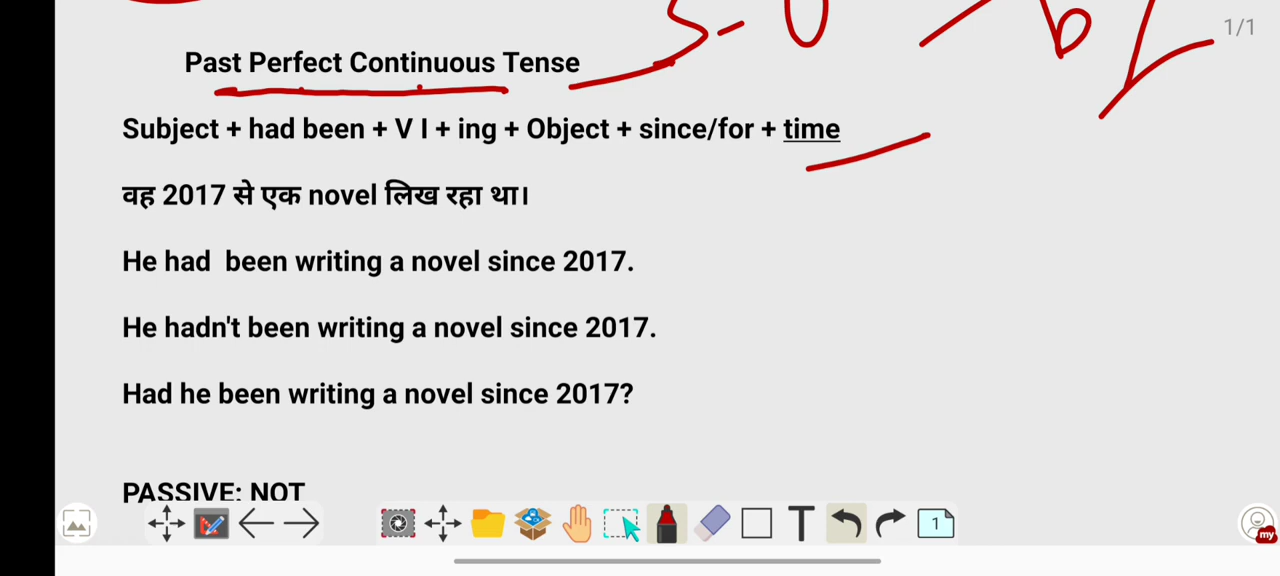 1/1
Past Perfect Continuous Tense
Subject + had been + V I + ing + Object + since/for + time
वह 2017 से एक novel लिख रहा था।
He had been writing a novel since 2017.
He hadn't been writing a novel since 2017.
Had he been writing a novel since 2017?
PASSIVE: NOT
T
1
my